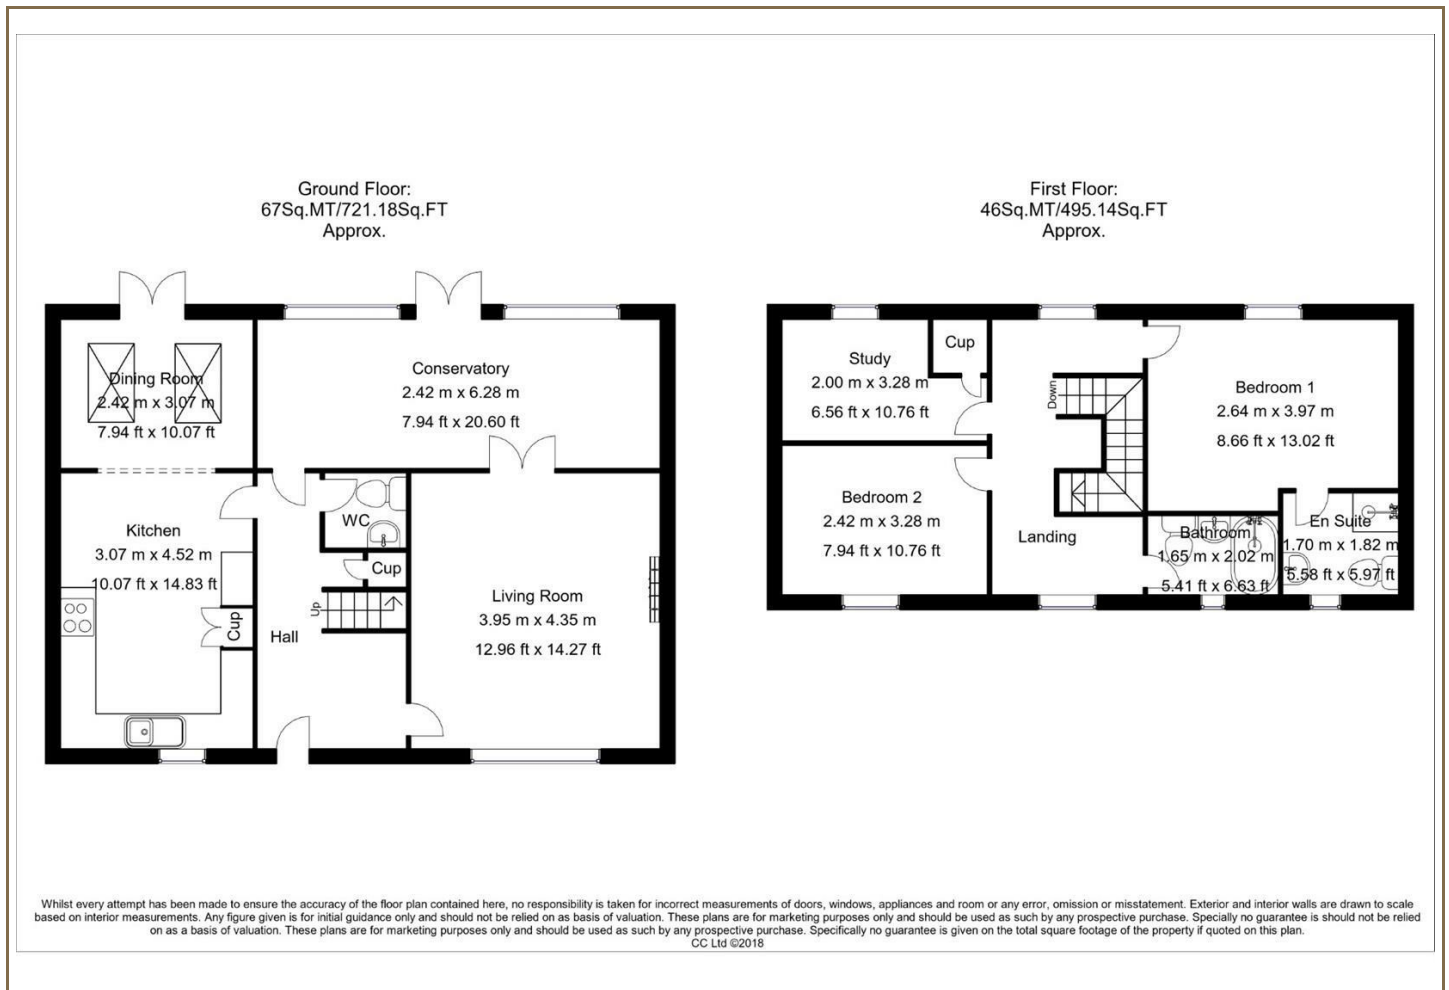 Ground Floor:
67Sq.MT/721.18Sq.FT
Approx.
Dining Room
2.42 m x 3.07 m
7.94 ft x 10.07 ft
Conservatory
2.42 m x 6.28 m
7.94 ft x 20.60 ft
Kitchen
3.07 m x 4.52 m
10.07 ft x 14.83 ft
Cup
WC
Cup
Up
Hall
Living Room
3.95 m x 4.35 m
12.96 ft x 14.27 ft
First Floor:
46Sq.MT/495.14Sq.FT
Approx.
Study
2.00 m x 3.28 m
6.56 ft x 10.76 ft
Cup
Down
Bedroom 1
2.64 m x 3.97 m
8.66 ft x 13.02 ft
Bedroom 2
2.42 m x 3.28 m
7.94 ft x 10.76 ft
Landing
Bathroom
1.65 m x 2.02 m
5.41 ft x 6.63 ft
En Suite
1.70 m x 1.82 m
5.58 ft x 5.97 ft
Whilst every attempt has been made to ensure the accuracy of the floor plan contained here, no responsibility is taken for incorrect measurements of doors, windows, appliances and room or any error, omission or misstatement. Exterior and interior walls are drawn to scale
based on interior measurements. Any figure given is for initial guidance only and should not be relied on as basis of valuation. These plans are for marketing purposes only and should be used as such by any prospective purchase. Specially no guarantee is should not be relied
on as a basis of valuation. These plans are for marketing purposes only and should be used as such by any prospective purchase. Specifically no guarantee is given on the total square footage of the property if quoted on this plan.
CC Ltd ©2018